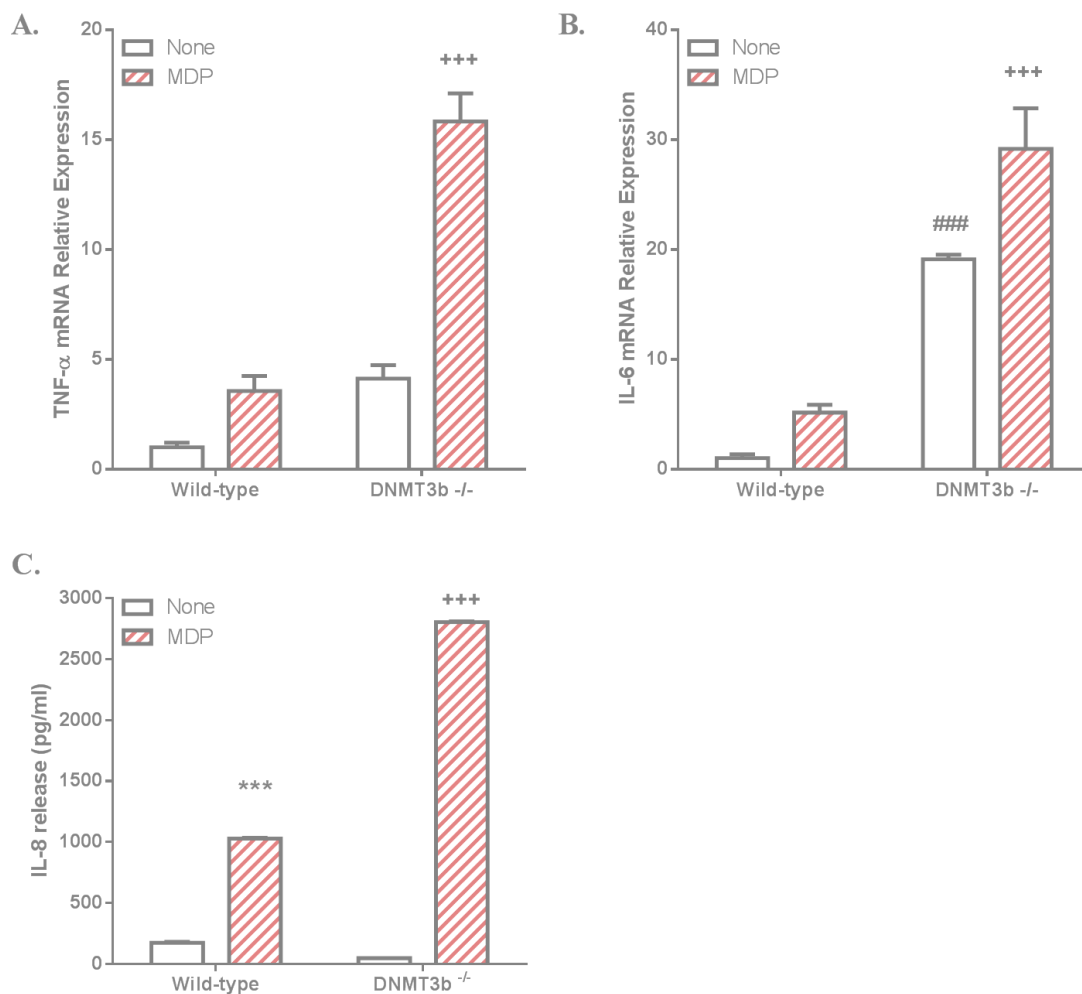 A.
TNF-α mRNA Relative Expression
20
15
10
5
0
None
MDP
+++
Wild-type
DNMT3b -/-
B.
IL-6 mRNA Relative Expression
40
30
20
10
0
None
MDP
###
+++
Wild-type
DNMT3b -/-
C.
IL-8 release (pg/ml)
3000
2500
2000
1500
1000
500
0
None
MDP
***
+++
Wild-type
DNMT3b -/-